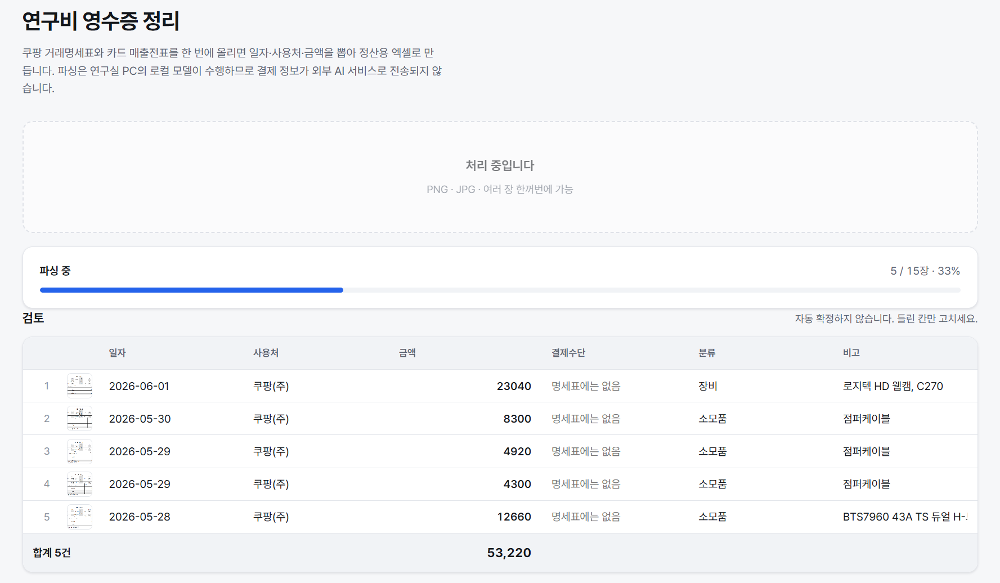 연구비 영수증 정리
쿠팡 거래명세표와 카드 매출전표를 한 번에 올리면 일자·사용처·금액을 뽑아 정산용 엑셀로 만
듭니다. 파싱은 연구실 PC의 로컬 모델이 수행하므로 결제 정보가 외부 AI 서비스로 전송되지 않
습니다.
처리 중입니다
PNG · JPG · 여러 장 한꺼번에 가능
파싱 중 5 / 15장 · 33%
검토 자동 확정하지 않습니다. 틀린 칸만 고치세요.
일자 사용처 금액 결제수단 분류 비고
1 2026-06-01 쿠팡(주) 23040 명세표에는 없음 장비 로지텍 HD 웹캠, C270
2 2026-05-30 쿠팡(주) 8300 명세표에는 없음 소모품 점퍼케이블
3 2026-05-29 쿠팡(주) 4920 명세표에는 없음 소모품 점퍼케이블
4 2026-05-29 쿠팡(주) 4300 명세표에는 없음 소모품 점퍼케이블
5 2026-05-28 쿠팡(주) 12660 명세표에는 없음 소모품 BTS7960 43A TS 듀얼 H-
합계 5건 53,220